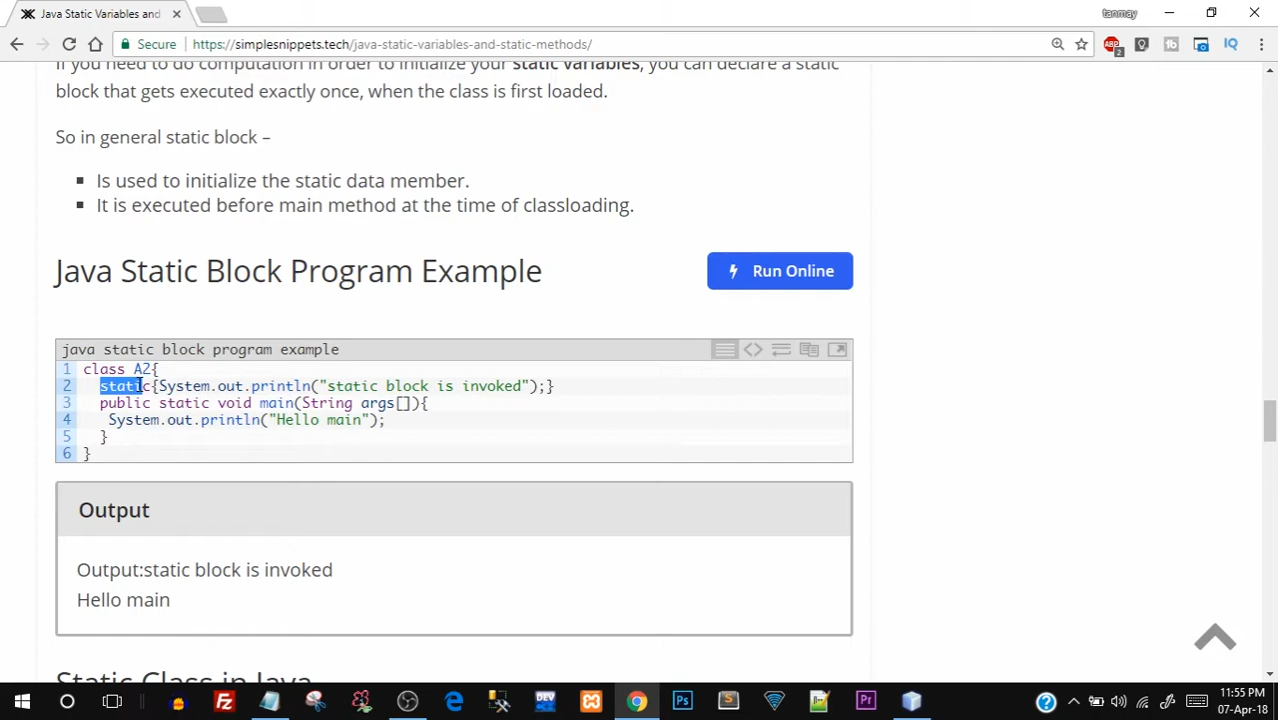 Java Static Variables and
tanmay
Secure
https://simplesnippets.tech/java-static-variables-and-static-methods/
If you need to do computation in order to initialize your static variables, you can declare a static
block that gets executed exactly once, when the class is first loaded.
So in general static block –
Is used to initialize the static data member.
It is executed before main method at the time of classloading.
Java Static Block Program Example
Run Online
java static block program example
1 class A2{
2 static{System.out.println("static block is invoked");}
3 public static void main(String args[]){
4 System.out.println("Hello main");
5 }
6 }
Output
Output:static block is invoked
Hello main
Static Class in Java
11:55 PM
07-Apr-18